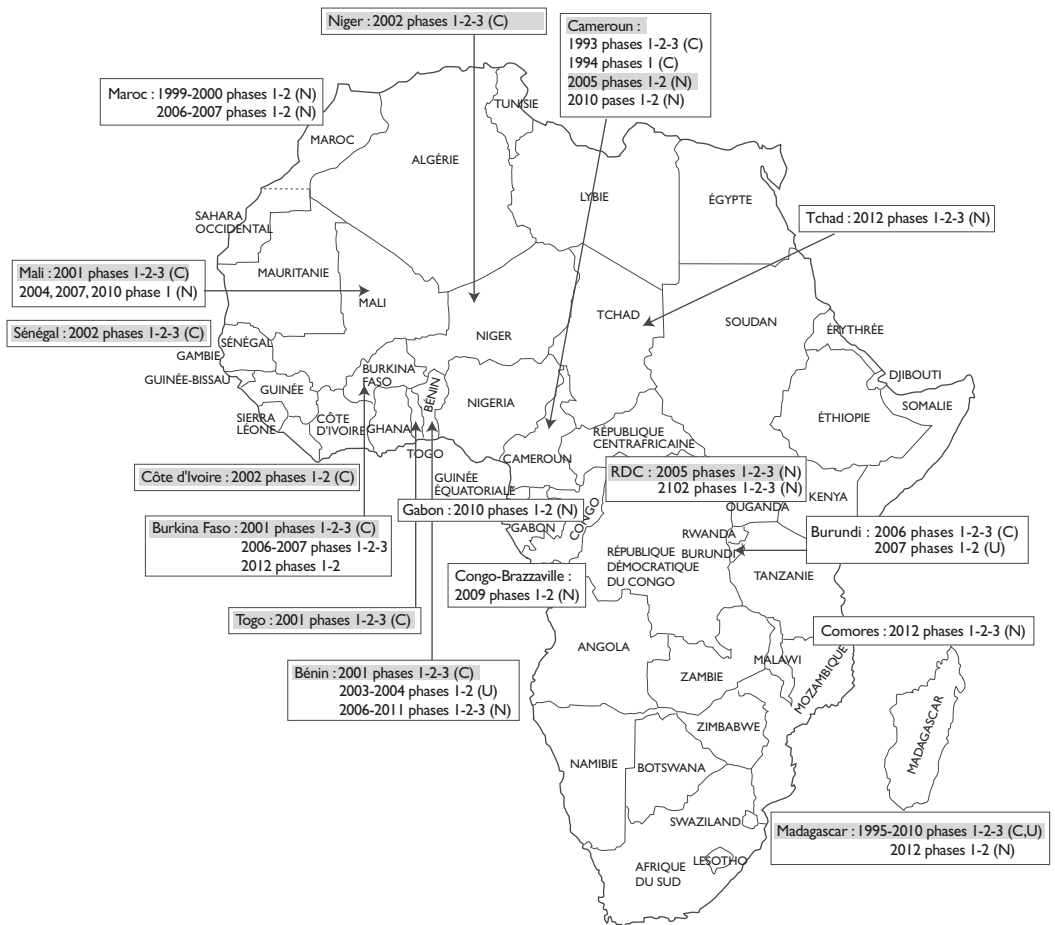 Niger : 2002 phases 1-2-3 (C)
Cameroun :
1993 phases 1-2-3 (C)
1994 phase 1 (C)
2005 phases 1-2 (N)
2010 pases 1-2 (N)
Maroc : 1999-2000 phases 1-2 (N)
2006-2007 phases 1-2 (N)
TUNISIE
MAROC
ALGÉRIE
LYBIE
ÉGYPTE
Tchad : 2012 phases 1-2-3 (N)
SAHARA
OCCIDENTAL
Mali : 2001 phases 1-2-3 (C)
2004, 2007, 2010 phase 1 (N)
MAURITANIE
MALI
NIGER
TCHAD
SOUDAN
ÉRYTHRÉE
Sénégal : 2002 phases 1-2-3 (C)
SÉNÉGAL
GAMBIE
GUINÉE-BISSAU
GUINÉE
BURKINA
FASO
BÉNIN
NIGERIA
DJIBOUTI
SOMALIE
ÉTHIOPIE
SIERRA
LÉONE
CÔTE
D'IVOIRE
GHANA
TOGO
CAMEROUN
RÉPUBLIQUE
CENTRAFRICAINE
Côte d'Ivoire : 2002 phases 1-2 (C)
GUINÉE
ÉQUATORIALE
RDC : 2005 phases 1-2-3 (N)
2102 phases 1-2-3 (N)
KENYA
OUGANDA
Gabon : 2010 phases 1-2 (N)
GABON
CONGO
Burkina Faso : 2001 phases 1-2-3 (C)
2006-2007 phases 1-2-3
2012 phases 1-2
RWANDA
BURUNDI
Burundi : 2006 phases 1-2-3 (C)
2007 phases 1-2 (U)
RÉPUBLIQUE
DÉMOCRATIQUE
DU CONGO
TANZANIE
Congo-Brazzaville :
2009 phases 1-2 (N)
Togo : 2001 phases 1-2-3 (C)
Comores : 2012 phases 1-2-3 (N)
ANGOLA
MALAWI
ZAMBIE
MOZAMBIQUE
Bénin : 2001 phases 1-2-3 (C)
2003-2004 phases 1-2 (U)
2006-2011 phases 1-2-3 (N)
ZIMBABWE
MADAGASCAR
NAMIBIE
BOTSWANA
SWAZILAND
Madagascar : 1995-2010 phases 1-2-3 (C,U)
2012 phases 1-2 (N)
LESOTHO
AFRIQUE
DU SUD